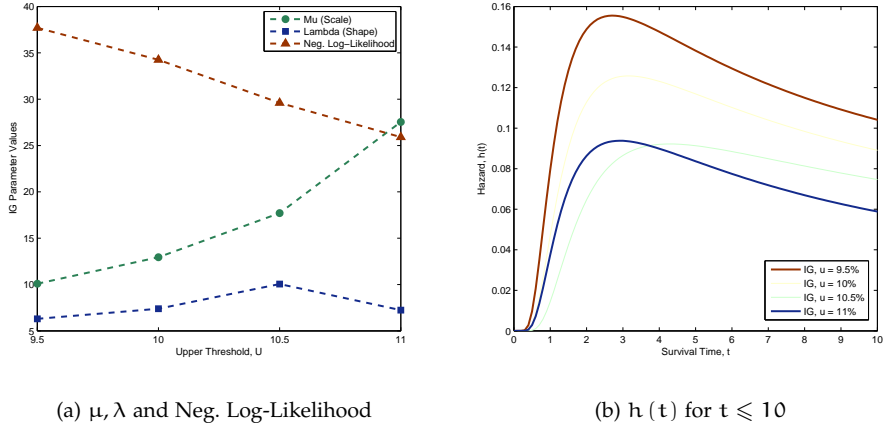 40
35
30
25
20
15
10
5
9.5
10
10.5
11
IG Parameter Values
Upper Threshold, U
Mu (Scale)
Lambda (Shape)
Neg. Log−Likelihood
(a) μ, λ and Neg. Log-Likelihood
0.16
0.14
0.12
0.1
0.08
0.06
0.04
0.02
0
0
1
2
3
4
5
6
7
8
9
10
Hazard, h(t)
Survival Time, t
IG, u = 9.5%
IG, u = 10%
IG, u = 10.5%
IG, u = 11%
(b) h (t) for t ⩽ 10